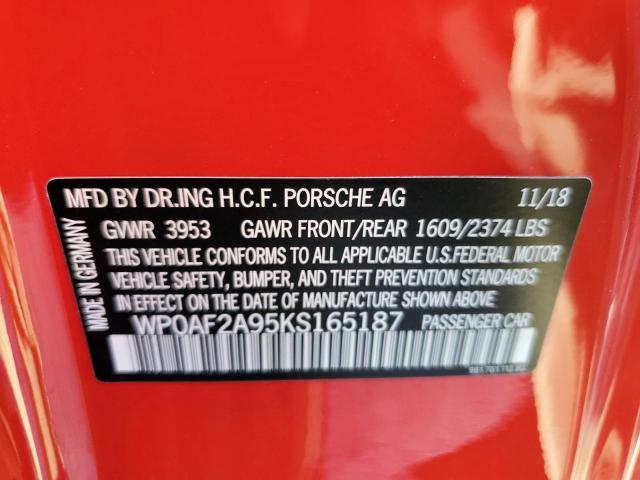 MFD BY DR.ING H.C.F. PORSCHE AG 11/18
GVWR 3953 GAWR FRONT/REAR 1609/2374 LBS
THIS VEHICLE CONFORMS TO ALL APPLICABLE U.S.FEDERAL MOTOR
VEHICLE SAFETY, BUMPER, AND THEFT PREVENTION STANDARDS
IN EFFECT ON THE DATE OF MANUFACTURE SHOWN ABOVE
WP0AF2A95KS165187 PASSENGER CAR
MADE IN GERMANY